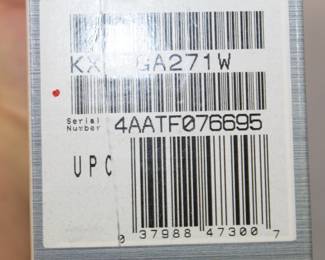 KX GA271W
Serial
Number 4AATF076695
UPC
0 37988 47300 7